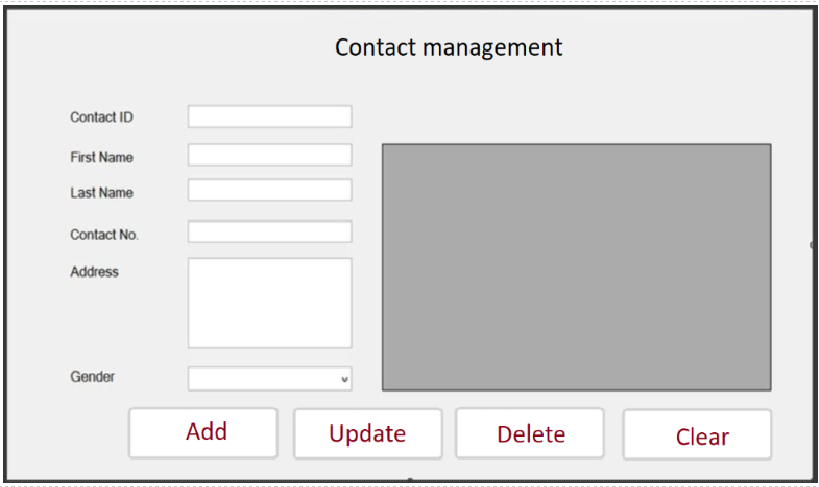 Contact management
Contact ID
First Name
Last Name
Contact No.
Address
Gender
Add
Update
Delete
Clear